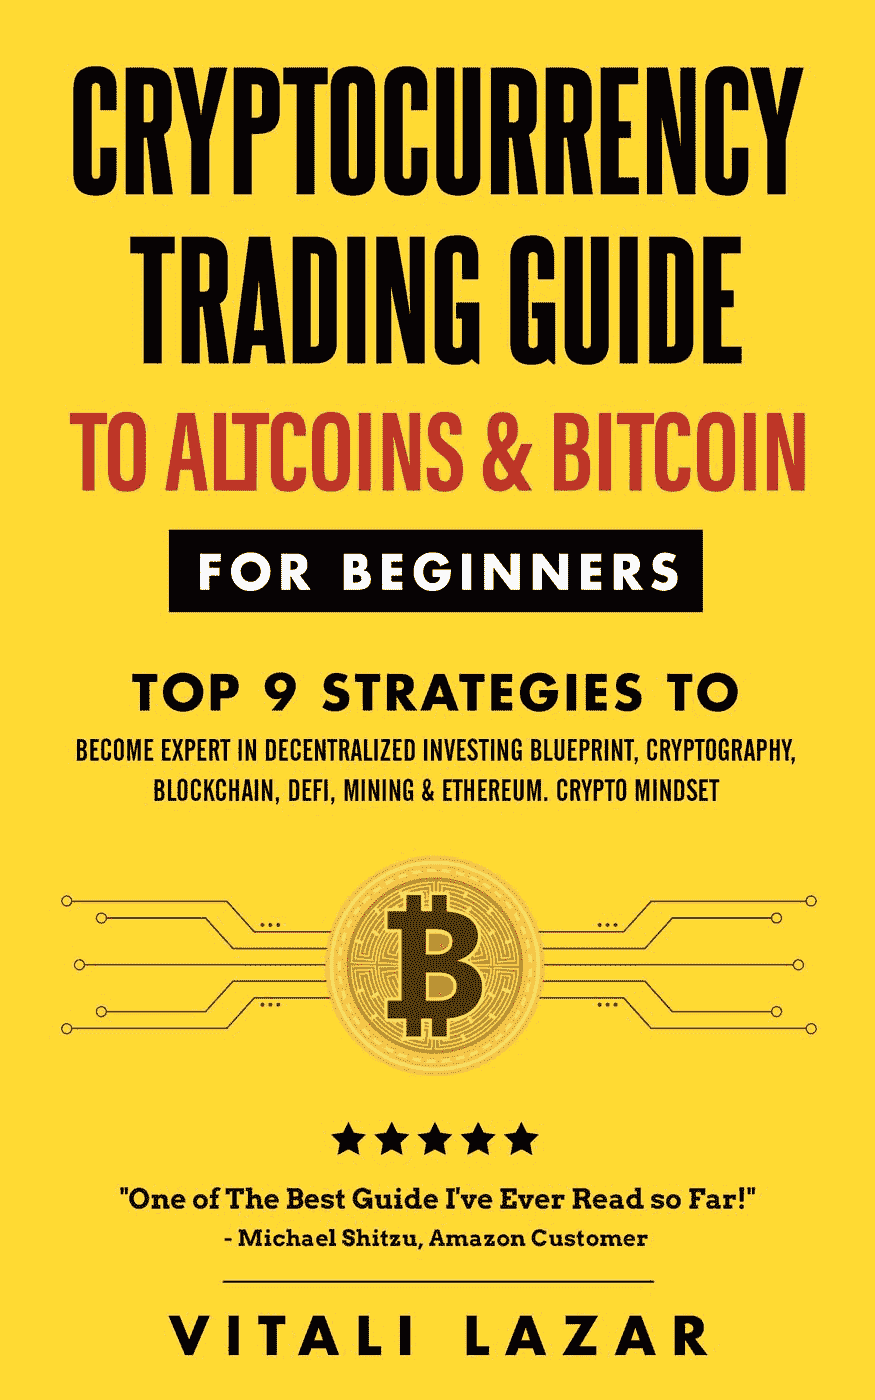 CRYPTOCURRENCY
TRADING GUIDE
TO ALTCOINS & BITCOIN
FOR BEGINNERS
TOP 9 STRATEGIES TO
BECOME EXPERT IN DECENTRALIZED INVESTING BLUEPRINT, CRYPTOGRAPHY,
BLOCKCHAIN, DEFI, MINING & ETHEREUM. CRYPTO MINDSET
"One of The Best Guide I've Ever Read so Far!"
- Michael Shitzu, Amazon Customer
VITALI LAZAR